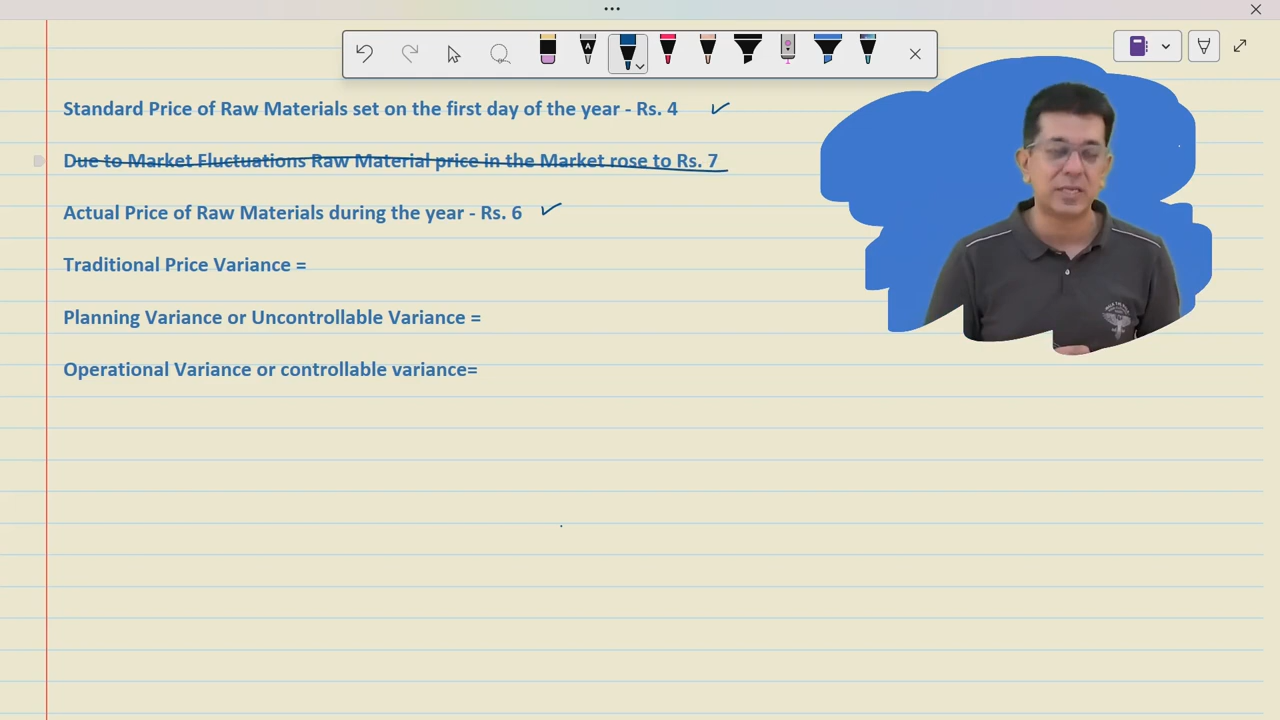 Standard Price of Raw Materials set on the first day of the year - Rs. 4
Due to Market Fluctuations Raw Material price in the Market rose to Rs. 7
Actual Price of Raw Materials during the year - Rs. 6
Traditional Price Variance =
Planning Variance or Uncontrollable Variance =
Operational Variance or controllable variance=